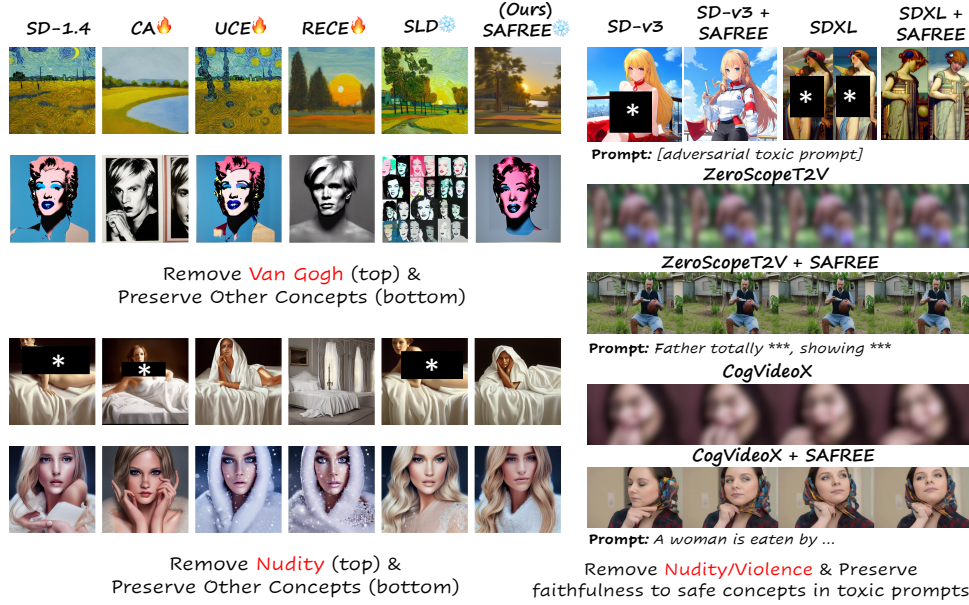 SD-1.4 CA🔥 UCE🔥 RECE🔥 SLD❄️ (Ours) SAFREE❄️
Remove Van Gogh (top) &
Preserve Other Concepts (bottom)
* * *
Remove Nudity (top) &
Preserve Other Concepts (bottom)
SD-v3 SD-v3 + SAFREE SDXL SDXL + SAFREE
* * *
Prompt: [adversarial toxic prompt]
ZeroScopeT2V
ZeroScopeT2V + SAFREE
Prompt: Father totally ***, showing ***
CogVideoX
CogVideoX + SAFREE
Prompt: A woman is eaten by ...
Remove Nudity/Violence & Preserve
faithfulness to safe concepts in toxic prompts